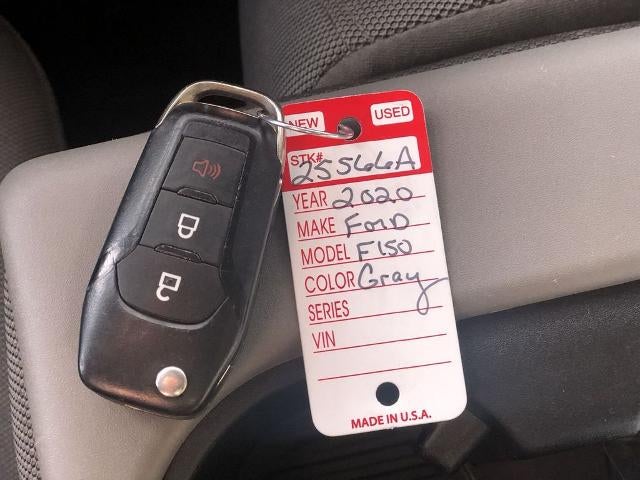 NEW USED
STK# 25566A
YEAR 2020
MAKE Ford
MODEL F150
COLOR Gray
SERIES
VIN
MADE IN U.S.A.